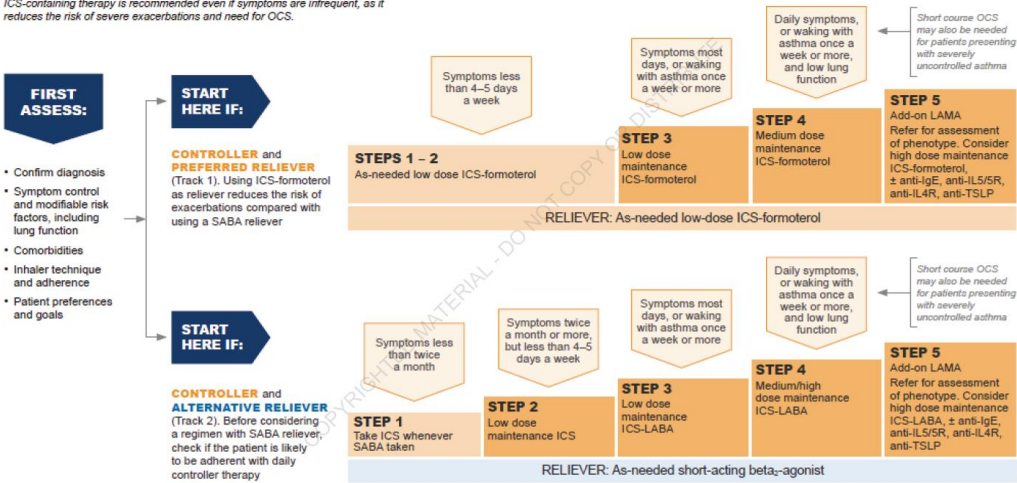 ICS-containing therapy is recommended even if symptoms are infrequent, as it
reduces the risk of severe exacerbations and need for OCS.
FIRST
ASSESS:
• Confirm diagnosis
• Symptom control
and modifiable risk
factors, including
lung function
• Comorbidities
• Inhaler technique
and adherence
• Patient preferences
and goals
START
HERE IF:
CONTROLLER and
PREFERRED RELIEVER
(Track 1). Using ICS-formoterol
as reliever reduces the risk of
exacerbations compared with
using a SABA reliever
Symptoms less
than 4–5 days
a week
Symptoms most
days, or waking
with asthma once
a week or more
Daily symptoms,
or waking with
asthma once a
week or more,
and low lung
function
Short course OCS
may also be needed
for patients presenting
with severely
uncontrolled asthma
STEPS 1 – 2
As-needed low dose ICS-formoterol
STEP 3
Low dose
maintenance
ICS-formoterol
STEP 4
Medium dose
maintenance
ICS-formoterol
STEP 5
Add-on LAMA
Refer for assessment
of phenotype. Consider
high dose maintenance
ICS-formoterol,
± anti-IgE, anti-IL5/5R,
anti-IL4R, anti-TSLP
RELIEVER: As-needed low-dose ICS-formoterol
START
HERE IF:
CONTROLLER and
ALTERNATIVE RELIEVER
(Track 2). Before considering
a regimen with SABA reliever,
check if the patient is likely
to be adherent with daily
controller therapy
Symptoms less
than twice
a month
Symptoms twice
a month or more,
but less than 4–5
days a week
Symptoms most
days, or waking
with asthma once
a week or more
Daily symptoms,
or waking with
asthma once a
week or more,
and low lung
function
Short course OCS
may also be needed
for patients presenting
with severely
uncontrolled asthma
STEP 1
Take ICS whenever
SABA taken
STEP 2
Low dose
maintenance ICS
STEP 3
Low dose
maintenance
ICS-LABA
STEP 4
Medium/high
dose maintenance
ICS-LABA
STEP 5
Add-on LAMA
Refer for assessment
of phenotype. Consider
high dose maintenance
ICS-LABA, ± anti-IgE,
anti-IL5/5R, anti-IL4R,
anti-TSLP
RELIEVER: As-needed short-acting beta₂-agonist
COPYRIGHTED MATERIAL - DO NOT COPY OR DISTRIBUTE